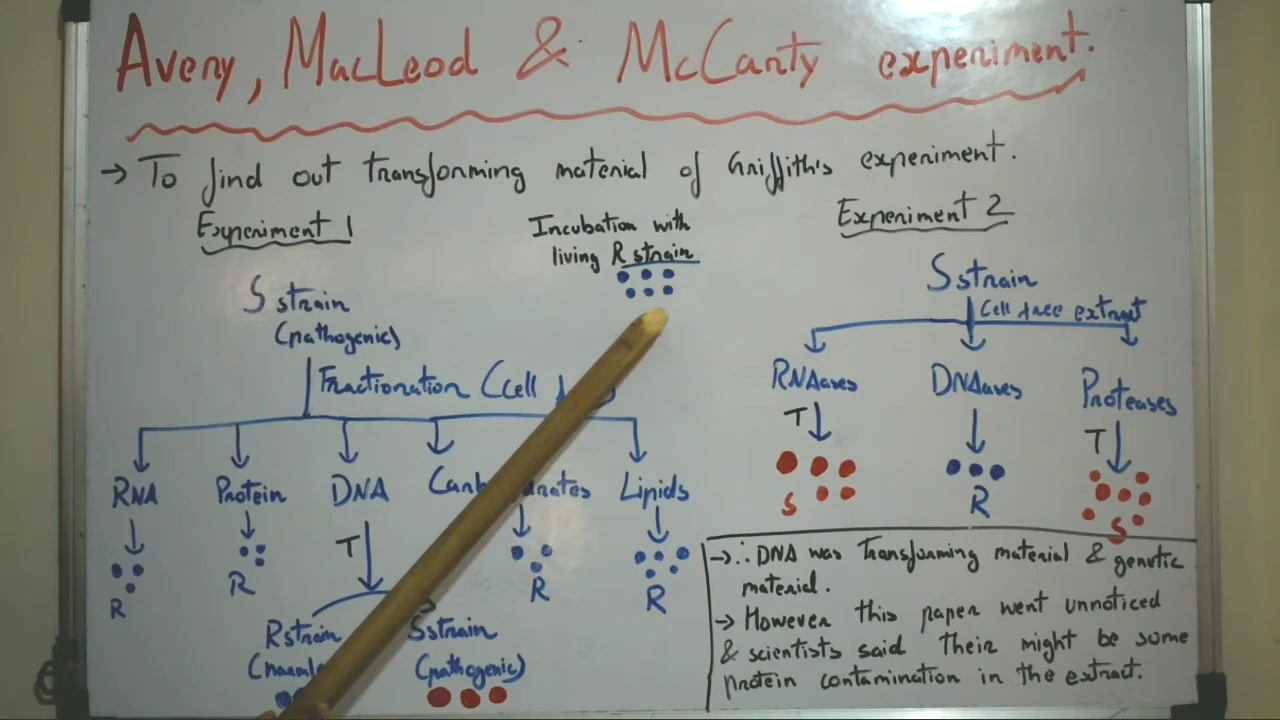 Avery, MacLeod & McCarty experiment.
→ To find out transforming material of Griffith's experiment.
Experiment 1
Incubation with
living R strain
Experiment 2
S strain
(pathogenic)
Fractionation (cell
RNA Protein DNA Lipids
T
R R R R
R strain S strain
(pathogenic)
S strain
Cell free extract
RNAases DNAases Proteases
T T
S R S
→ ∴ DNA was Transforming material & genetic
material.
→ However this paper went unnoticed
& scientists said Their might be some
protein contamination in the extract.